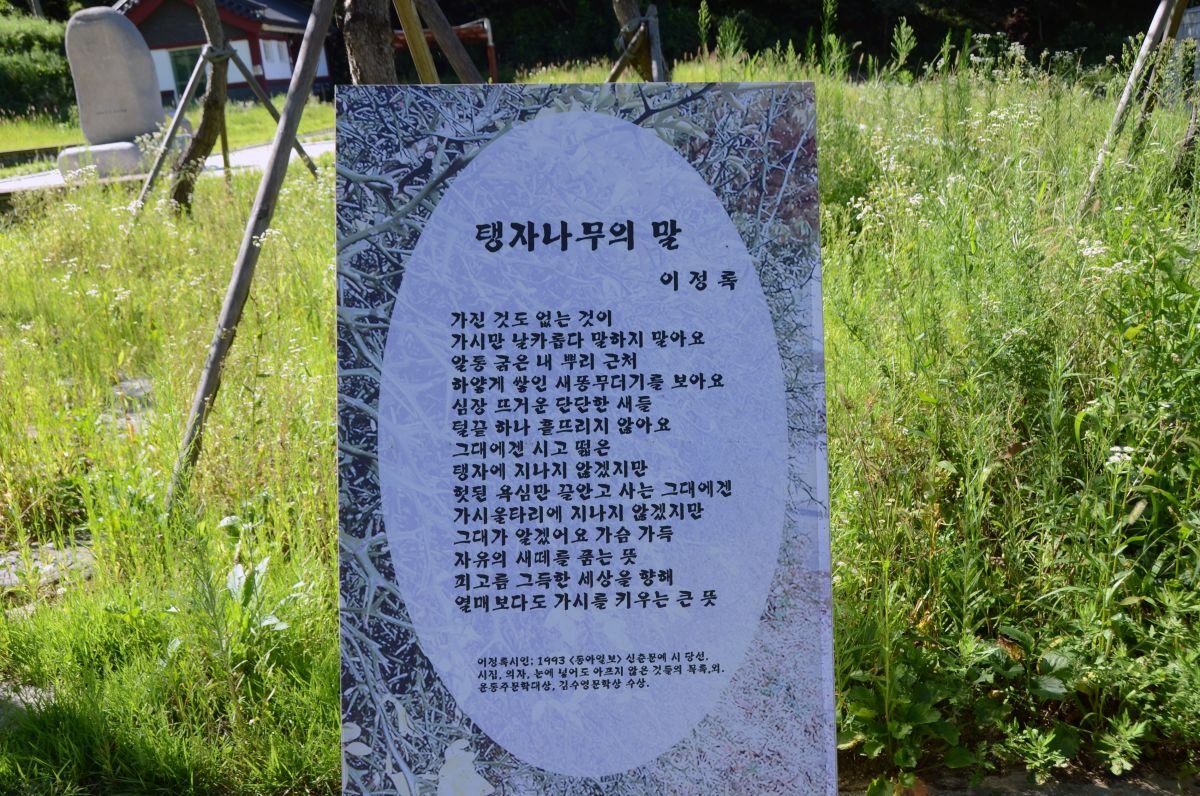 탱자나무의 말
이정록
가진 것도 없는 것이
가시만 날카롭다 말하지 말아요
알통 굵은 내 뿌리 근처
하얗게 쌓인 새똥무더기를 보아요
심장 뜨거운 단단한 새들
털끝 하나 흩뜨리지 않아요
그대에겐 시고 떫은
탱자에 지나지 않겠지만
헛된 욕심만 끌안고 사는 그대에겐
가시울타리에 지나지 않겠지만
그대가 알겠어요 가슴 가득
자유의 새떼를 품는 뜻
피고름 그득한 세상을 향해
열매보다도 가시를 키우는 큰 뜻
이정록시인; 1993 <동아일보> 신춘문예 시 당선.
시집, 의자, 눈에 넣어도 아프지 않은 것들의 목록,외.
윤동주문학대상, 김수영문학상 수상.